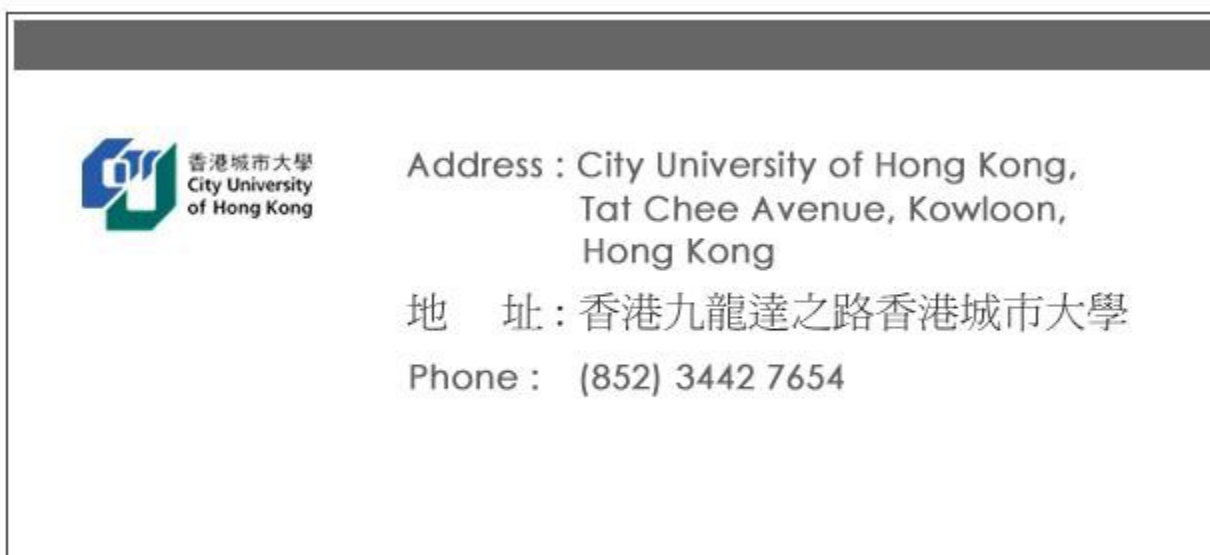 香港城市大學
City University
of Hong Kong
Address : City University of Hong Kong,
Tat Chee Avenue, Kowloon,
Hong Kong
地 址 : 香港九龍達之路香港城市大學
Phone : (852) 3442 7654